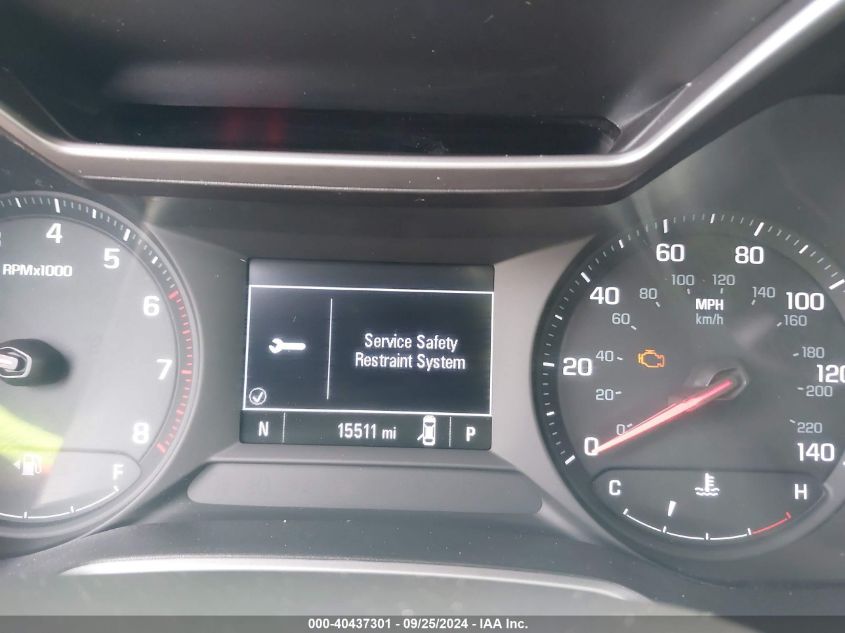 4
5
6
7
8
RPMx1000
F
Service Safety
Restraint System
N
15511 mi
P
0
20
40
60
80
100
120
140
0
20
40
60
80
100
120
140
160
180
200
220
MPH
km/h
C
H
000-40437301 - 09/25/2024 - IAA Inc.